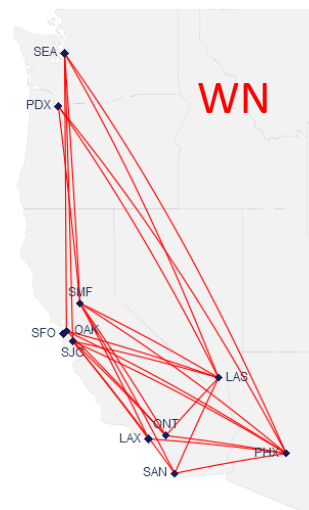 SEA
WN
PDX
SMF
SFO
OAK
SJC
LAS
ONT
LAX
PHX
SAN